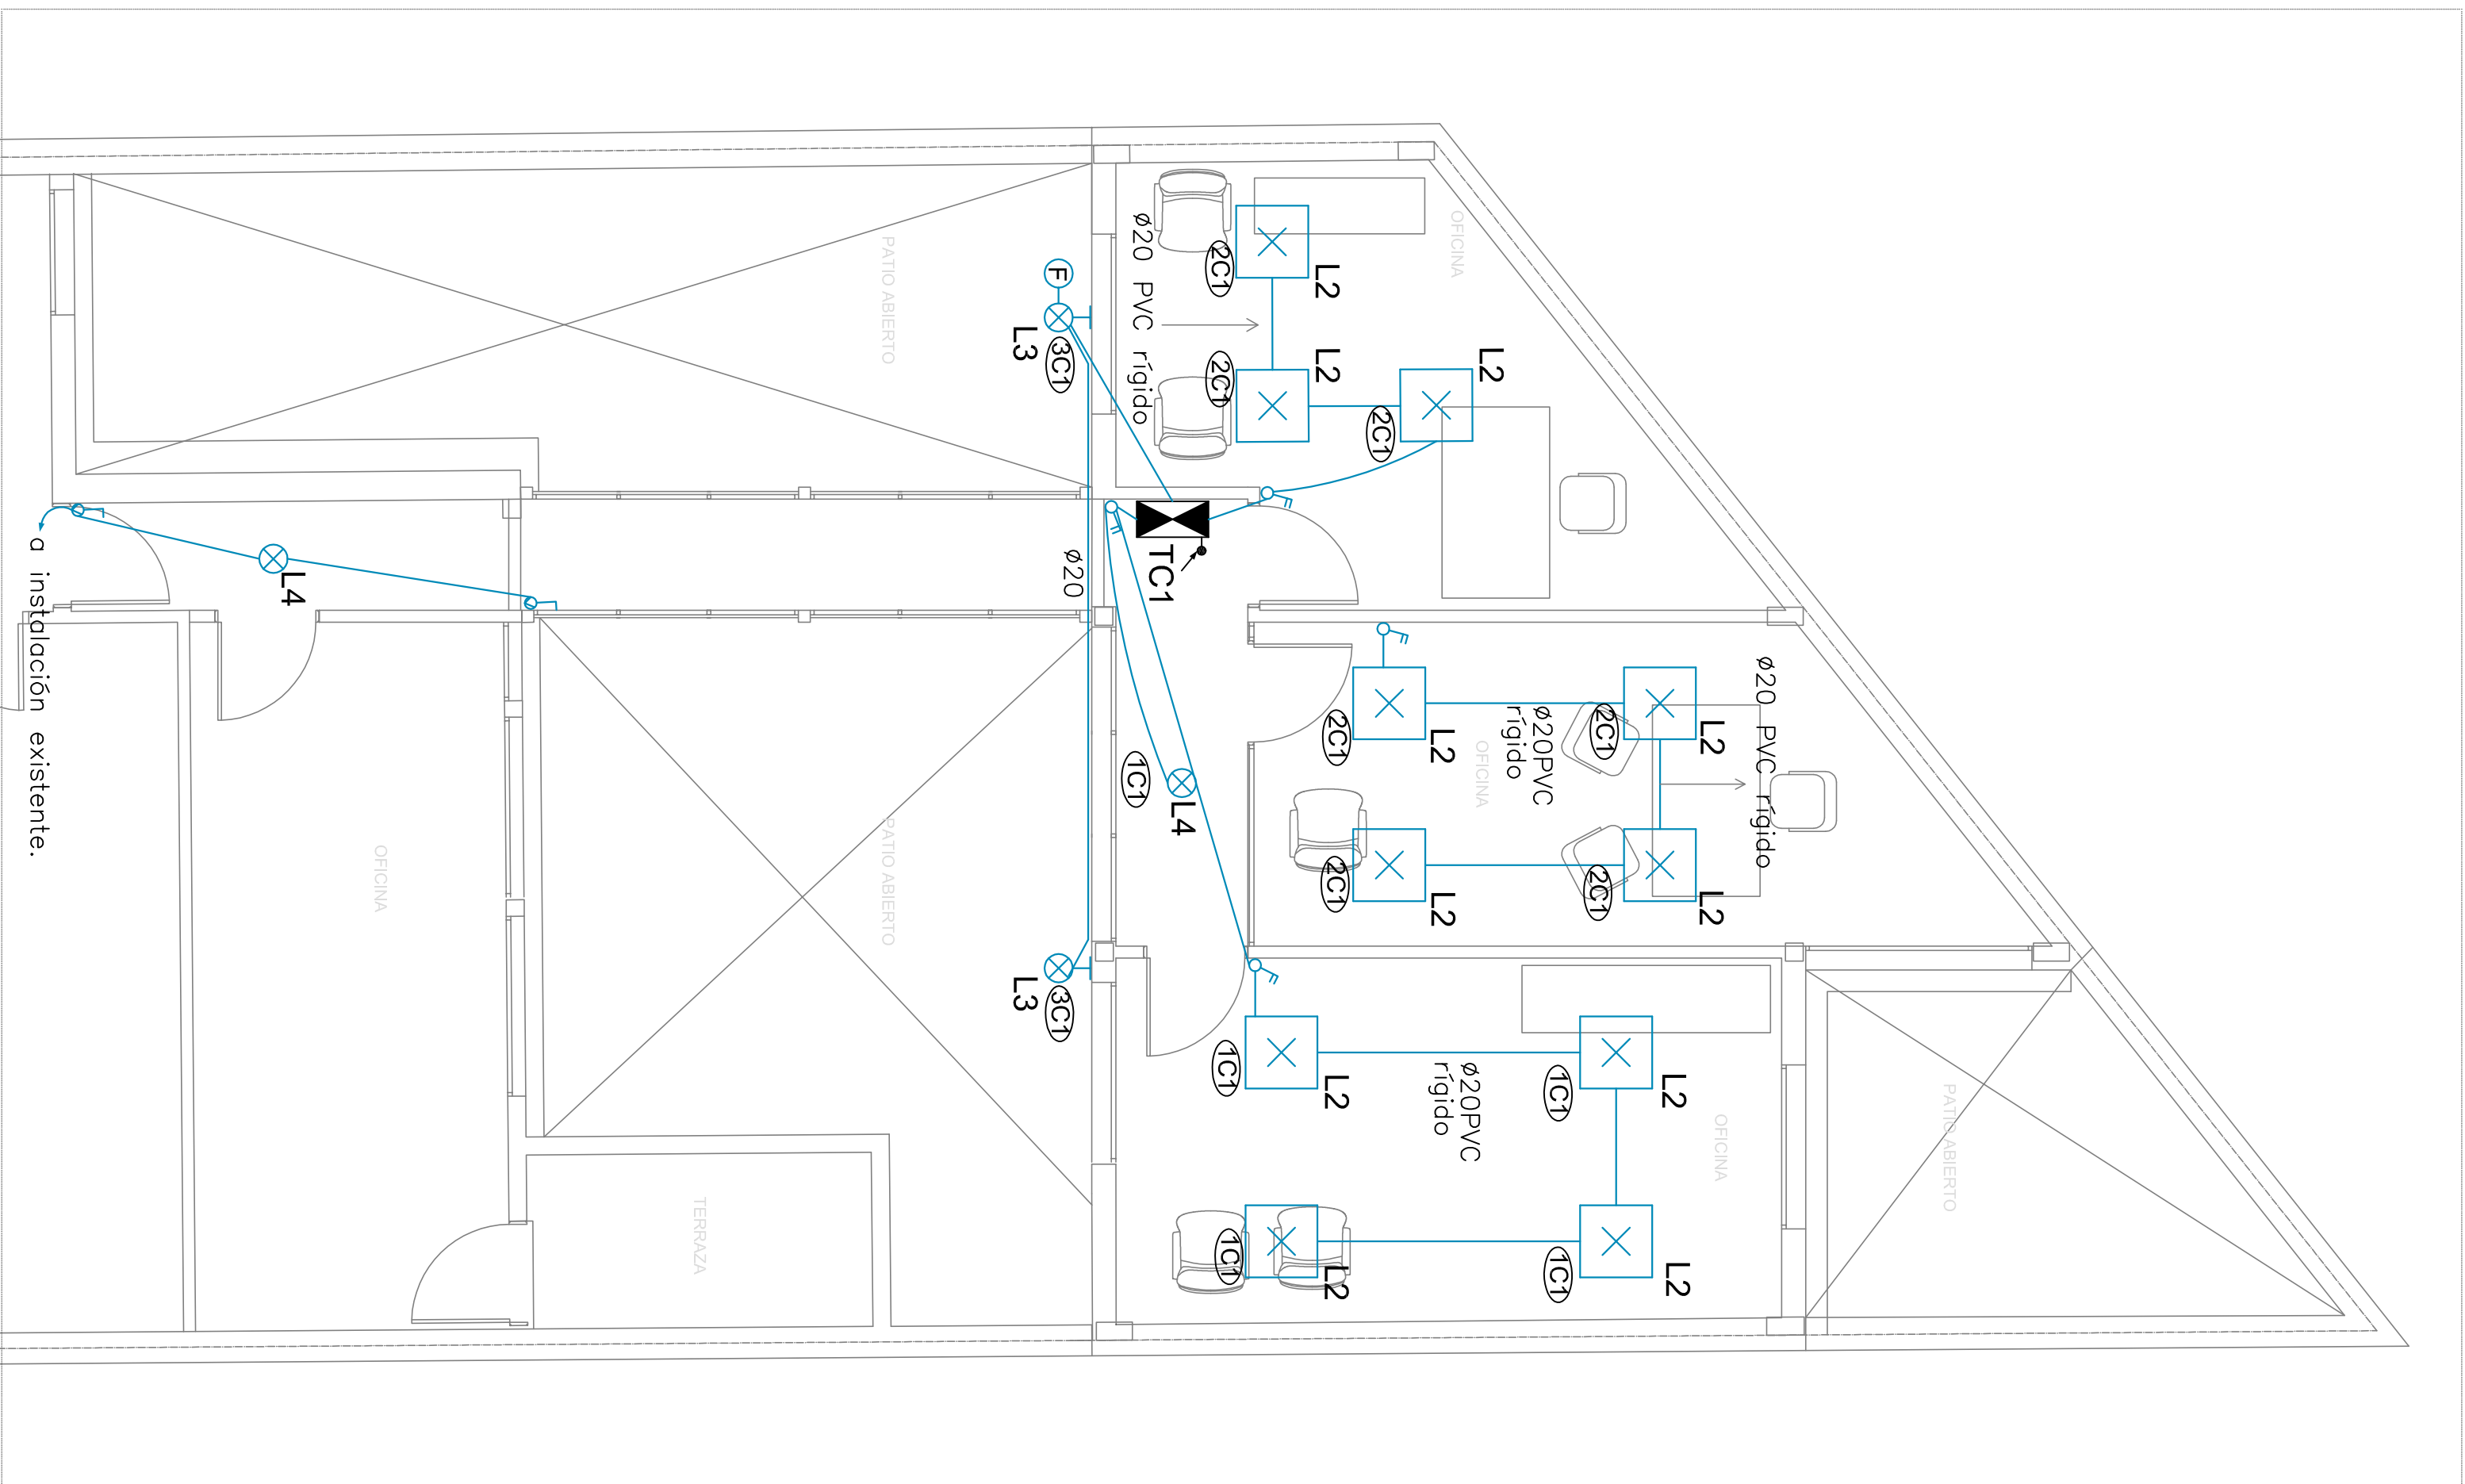 OFICINA
PATIO ABIERTO
ø20 PVC rígido
2C1
L2
2C1
L2
2C1
L2
F
L3
3C1
TC1
ø20
L4
a instalación existente.
2C1
L2
2C1
L2
ø20PVC
rígido
ø20 PVC rígido
OFICINA
2C1
L2
2C1
L2
1C1
L4
OFICINA
PATIO ABIERTO
L3
3C1
TERRAZA
1C1
L2
1C1
L2
ø20PVC
rígido
OFICINA
PATIO ABIERTO
1C1
L2
1C1
L2